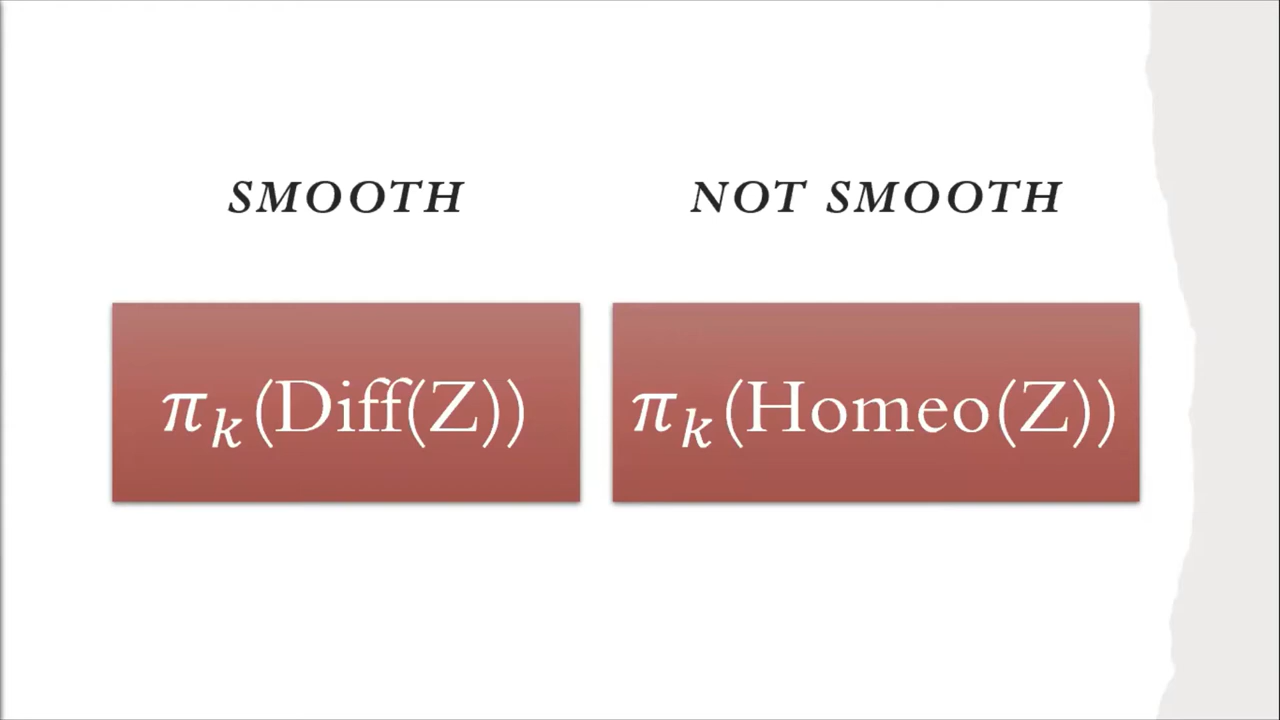 SMOOTH
NOT SMOOTH
π_k(Diff(Z))
π_k(Homeo(Z))